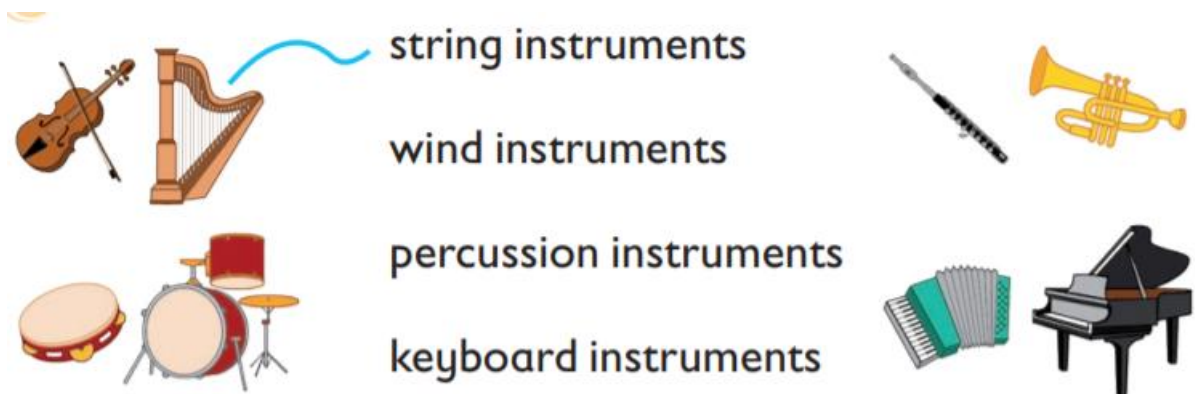 string instruments
wind instruments
percussion instruments
keyboard instruments